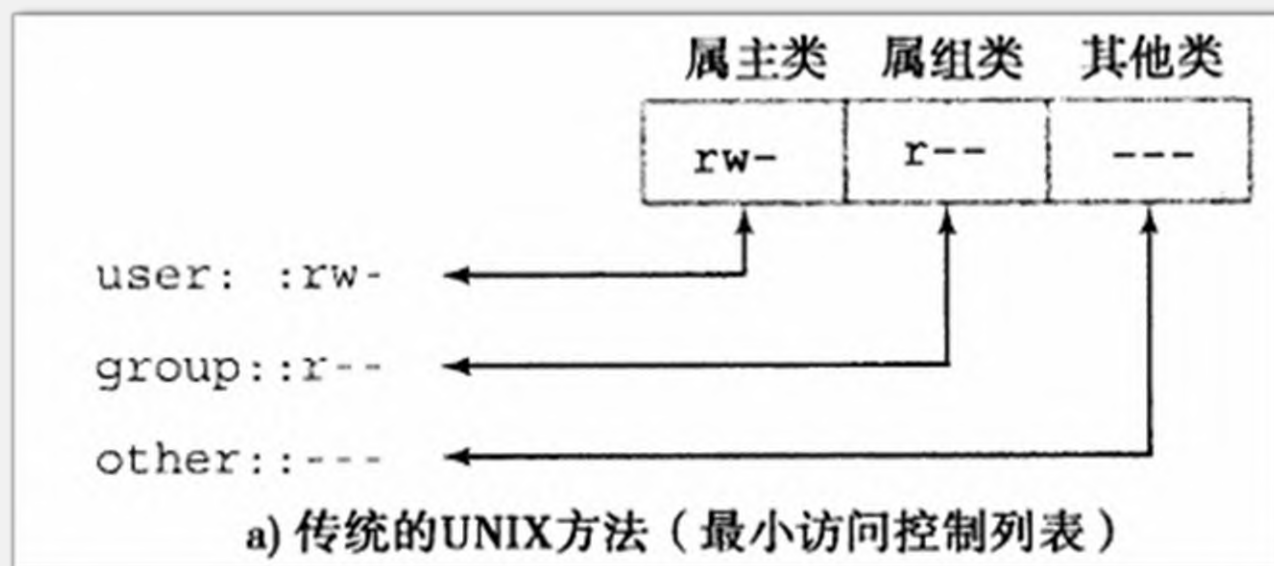 属主类 属组类 其他类
rw- r-- ---
user: :rw-
group::r--
other::---
a) 传统的UNIX方法（最小访问控制列表）